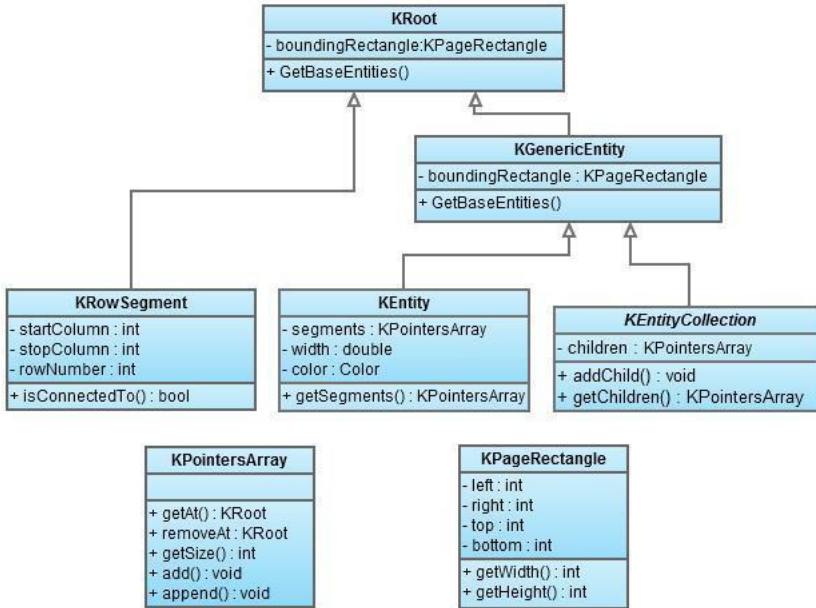 KRoot
- boundingRectangle:KPageRectangle
+ GetBaseEntities()
KGenericEntity
- boundingRectangle : KPageRectangle
+ GetBaseEntities()
KRowSegment
- startColumn : int
- stopColumn : int
- rowNumber : int
+ isConnectedTo() : bool
KEntity
- segments : KPointersArray
- width : double
- color : Color
+ getSegments() : KPointersArray
KEntityCollection
- children : KPointersArray
+ addChild() : void
+ getChildren() : KPointersArray
KPointersArray
+ getAt() : KRoot
+ removeAt : KRoot
+ getSize() : int
+ add() : void
+ append() : void
KPageRectangle
- left : int
- right : int
- top : int
- bottom : int
+ getWidth() : int
+ getHeight() : int